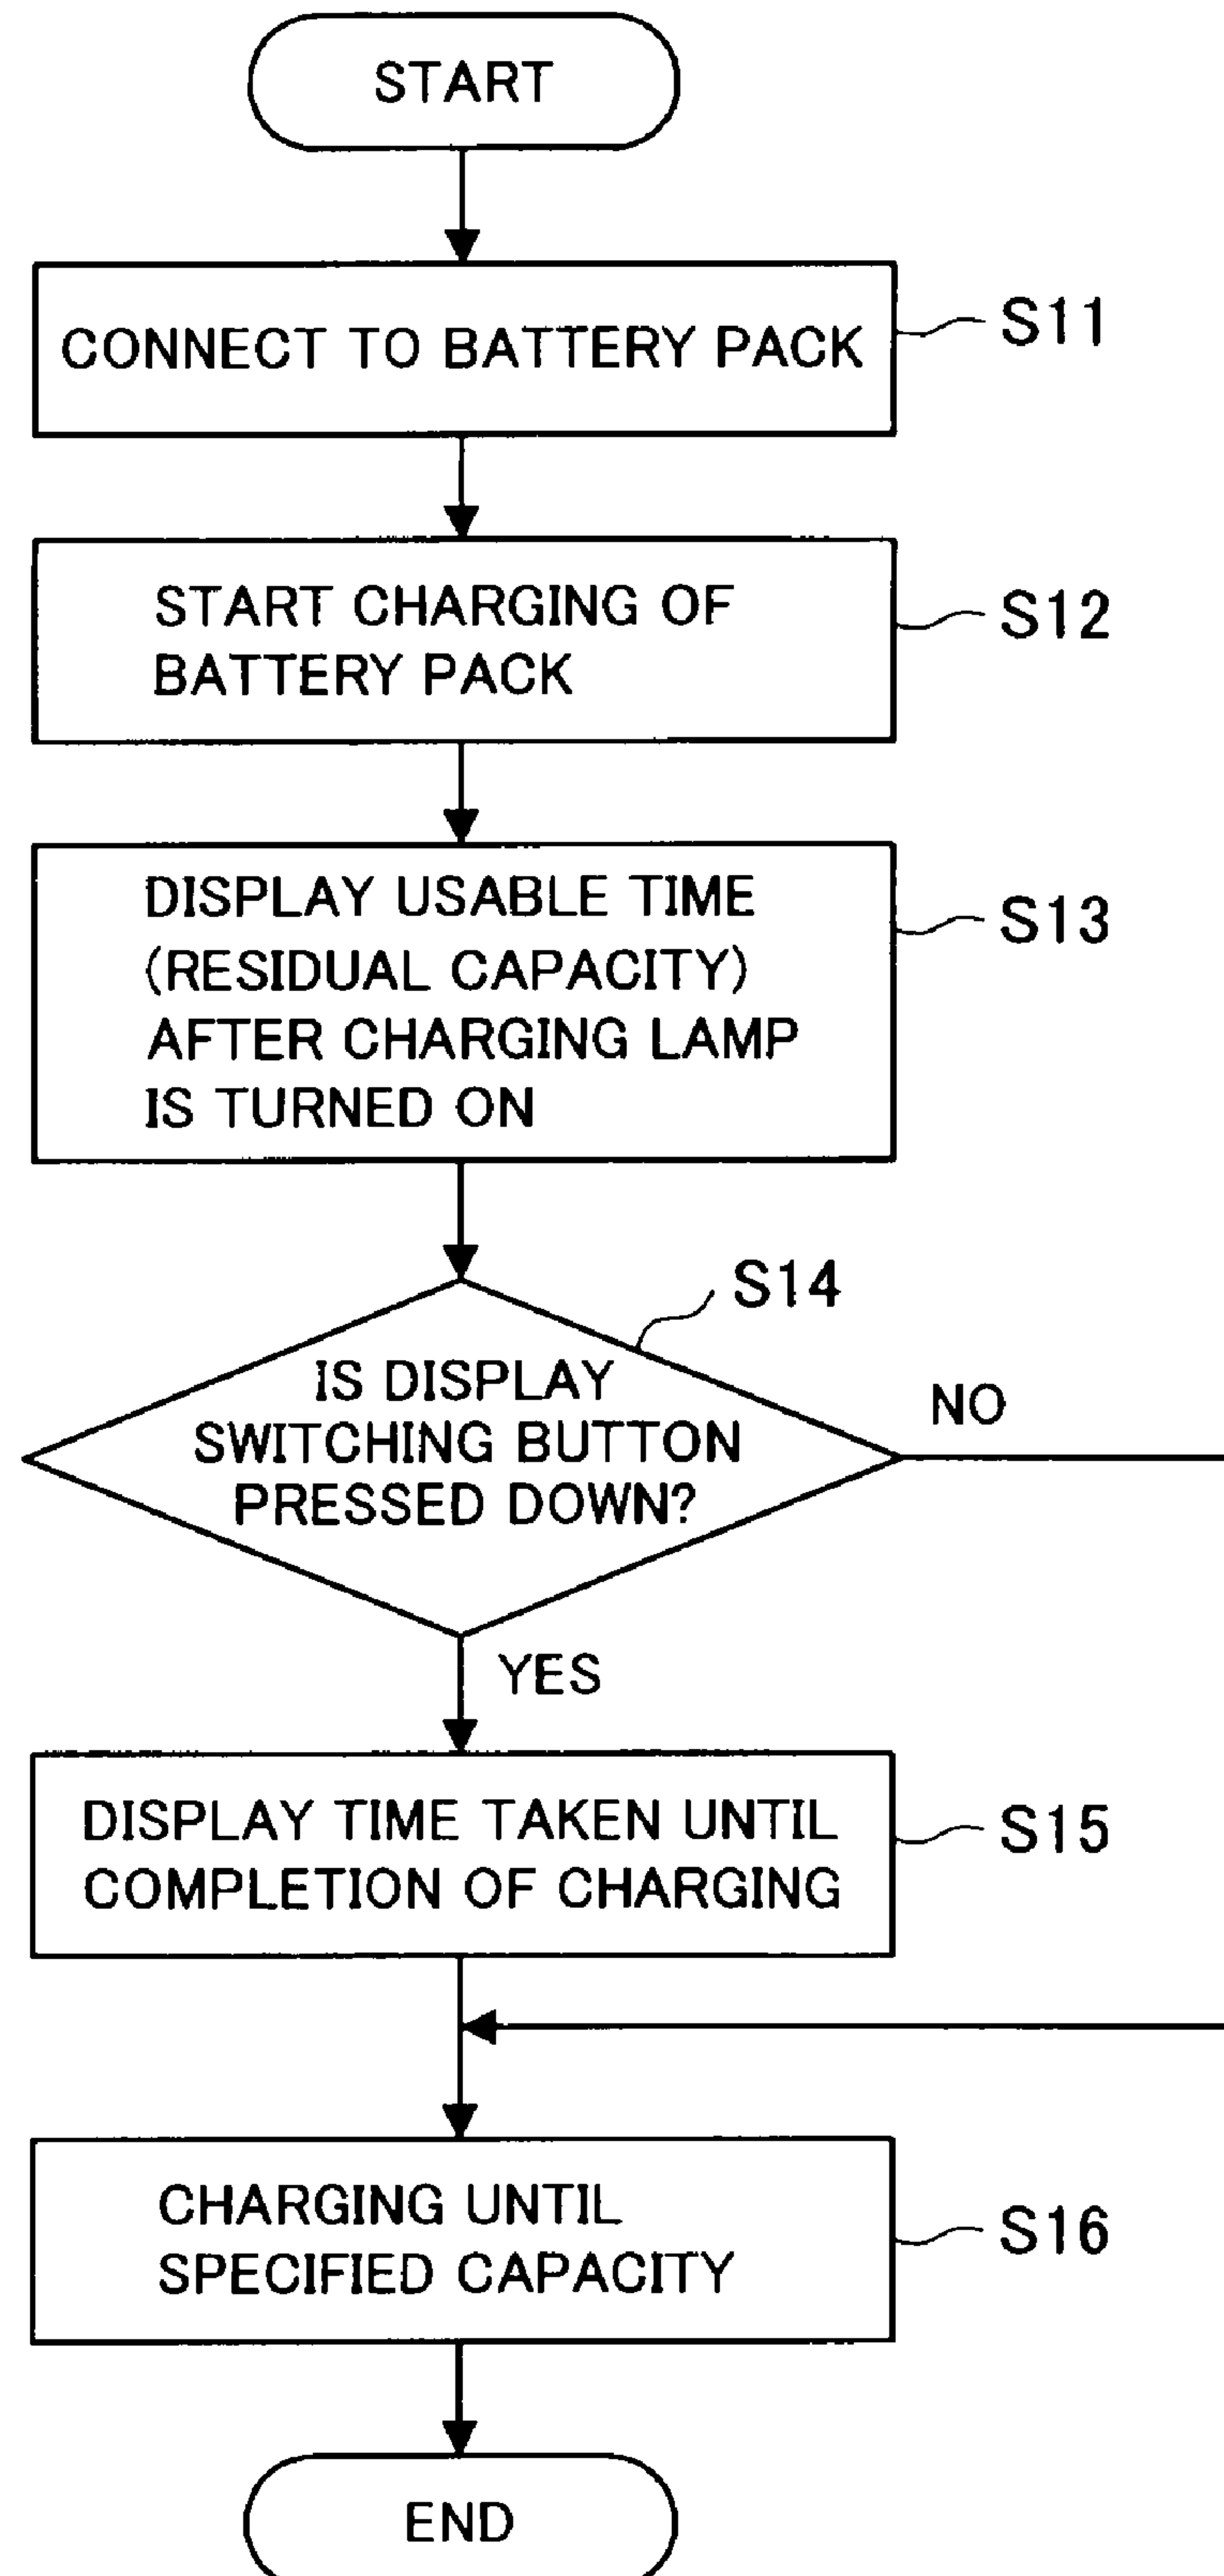 START
CONNECT TO BATTERY PACK
S11
START CHARGING OF
BATTERY PACK
S12
DISPLAY USABLE TIME
(RESIDUAL CAPACITY)
AFTER CHARGING LAMP
IS TURNED ON
S13
S14
IS DISPLAY
SWITCHING BUTTON
PRESSED DOWN?
NO
YES
DISPLAY TIME TAKEN UNTIL
COMPLETION OF CHARGING
S15
CHARGING UNTIL
SPECIFIED CAPACITY
S16
END